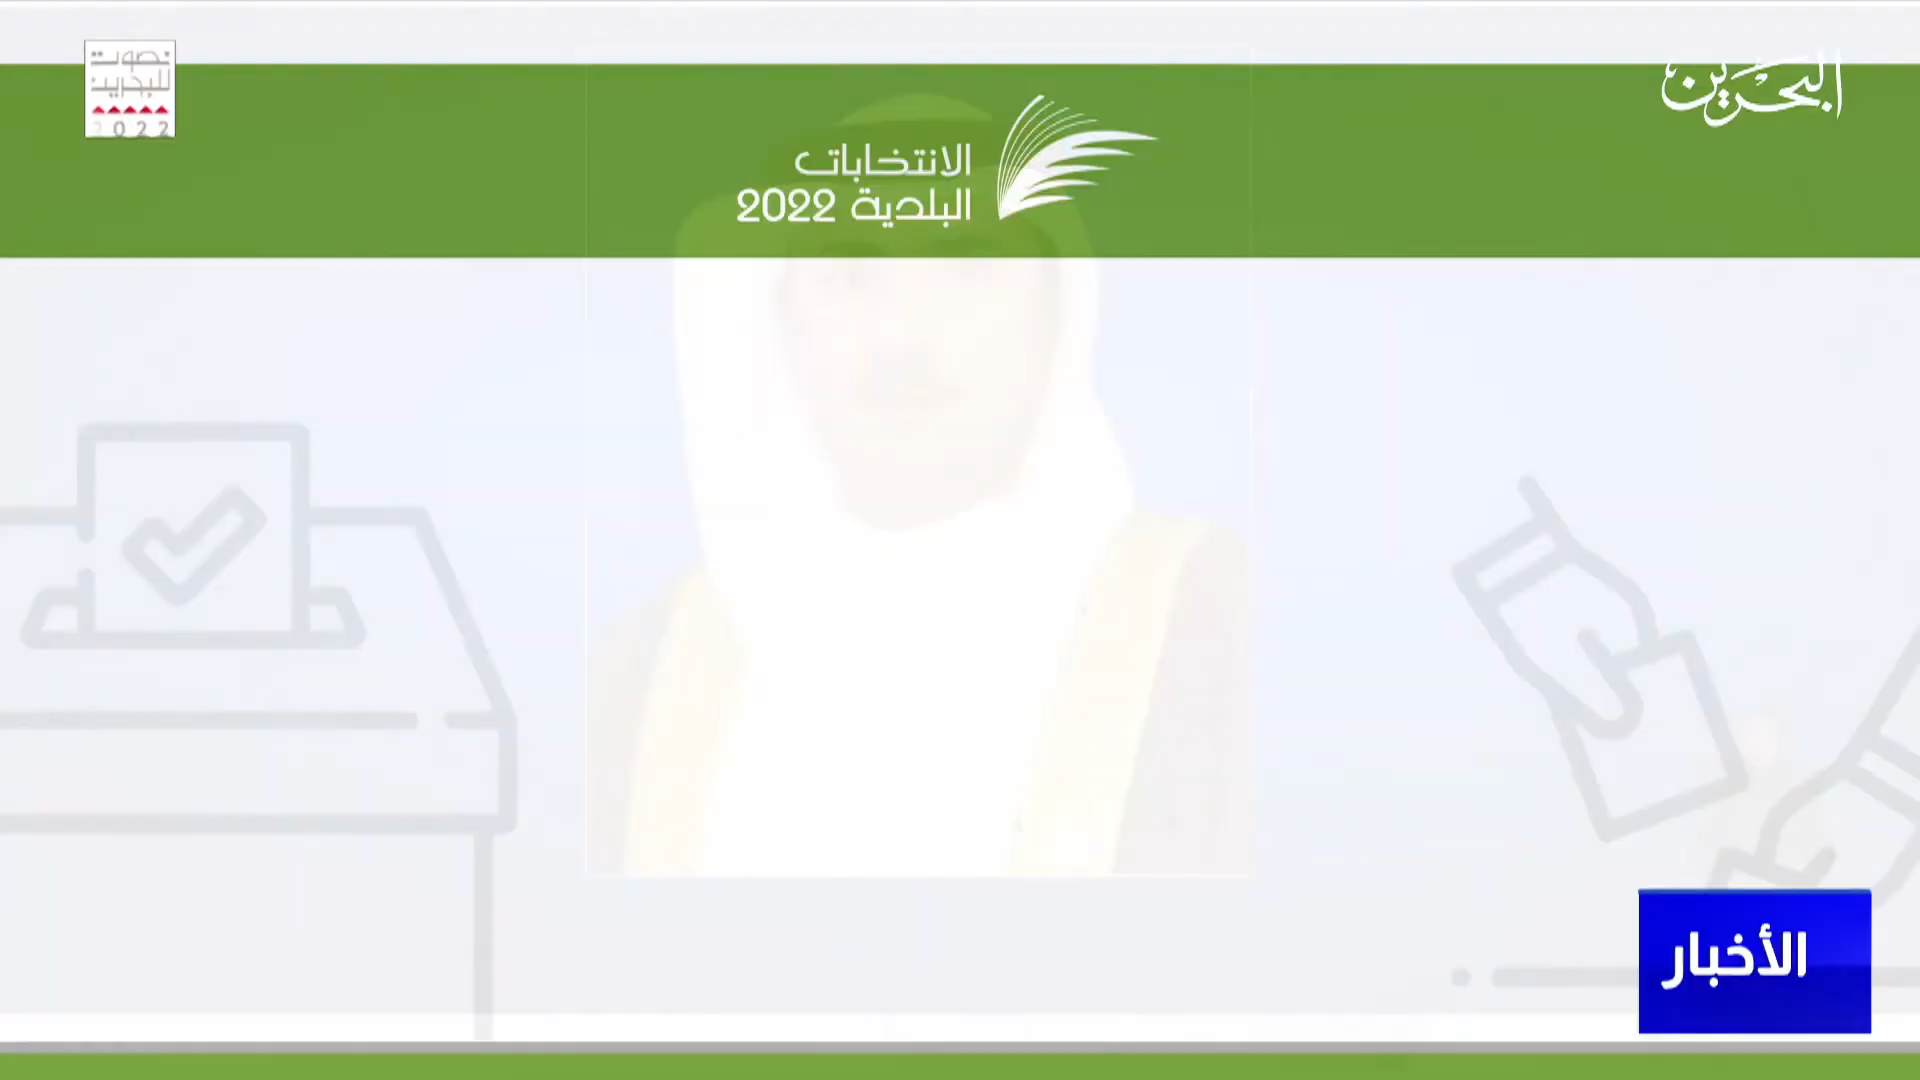 نصوت
للبحرين
2022
البحرين
الانتخابات
البلدية 2022
الأخبار